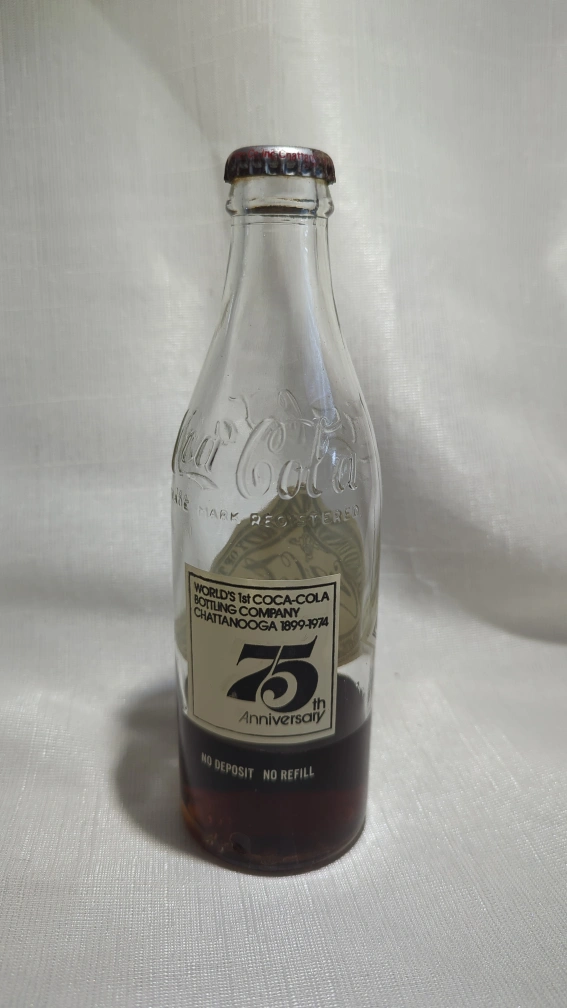 Coca Cola
TRADE MARK REGISTERED
WORLD'S 1st COCA-COLA
BOTTLING COMPANY
CHATTANOOGA 1899-1974
75th
Anniversary
NO DEPOSIT NO REFILL